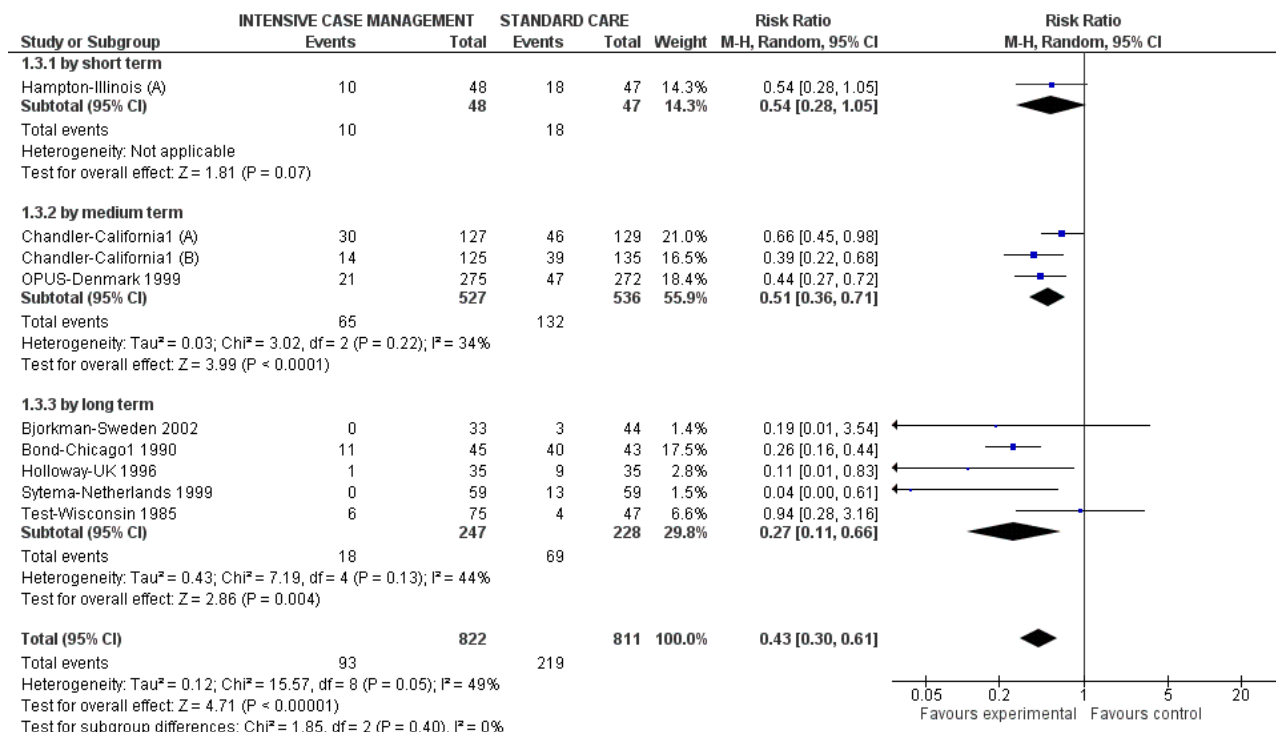 INTENSIVE CASE MANAGEMENT STANDARD CARE Risk Ratio Risk Ratio
Study or Subgroup Events Total Events Total Weight M-H, Random, 95% CI M-H, Random, 95% CI
1.3.1 by short term
Hampton-Illinois (A) 10 48 18 47 14.3% 0.54 [0.28, 1.05]
Subtotal (95% CI) 48 47 14.3% 0.54 [0.28, 1.05]
Total events 10 18
Heterogeneity: Not applicable
Test for overall effect: Z = 1.81 (P = 0.07)
1.3.2 by medium term
Chandler-California1 (A) 30 127 46 129 21.0% 0.66 [0.45, 0.98]
Chandler-California1 (B) 14 125 39 135 16.5% 0.39 [0.22, 0.68]
OPUS-Denmark 1999 21 275 47 272 18.4% 0.44 [0.27, 0.72]
Subtotal (95% CI) 527 536 55.9% 0.51 [0.36, 0.71]
Total events 65 132
Heterogeneity: Tau² = 0.03; Chi² = 3.02, df = 2 (P = 0.22); I² = 34%
Test for overall effect: Z = 3.99 (P < 0.0001)
1.3.3 by long term
Bjorkman-Sweden 2002 0 33 3 44 1.4% 0.19 [0.01, 3.54]
Bond-Chicago1 1990 11 45 40 43 17.5% 0.26 [0.16, 0.44]
Holloway-UK 1996 1 35 9 35 2.8% 0.11 [0.01, 0.83]
Sytema-Netherlands 1999 0 59 13 59 1.5% 0.04 [0.00, 0.61]
Test-Wisconsin 1985 6 75 4 47 6.6% 0.94 [0.28, 3.16]
Subtotal (95% CI) 247 228 29.8% 0.27 [0.11, 0.66]
Total events 18 69
Heterogeneity: Tau² = 0.43; Chi² = 7.19, df = 4 (P = 0.13); I² = 44%
Test for overall effect: Z = 2.86 (P = 0.004)
Total (95% CI) 822 811 100.0% 0.43 [0.30, 0.61]
Total events 93 219
Heterogeneity: Tau² = 0.12; Chi² = 15.57, df = 8 (P = 0.05); I² = 49%
Test for overall effect: Z = 4.71 (P < 0.00001)
Test for subgroup differences: Chi² = 1.85, df = 2 (P = 0.40), I² = 0%
0.05 0.2 1 5 20
Favours experimental Favours control